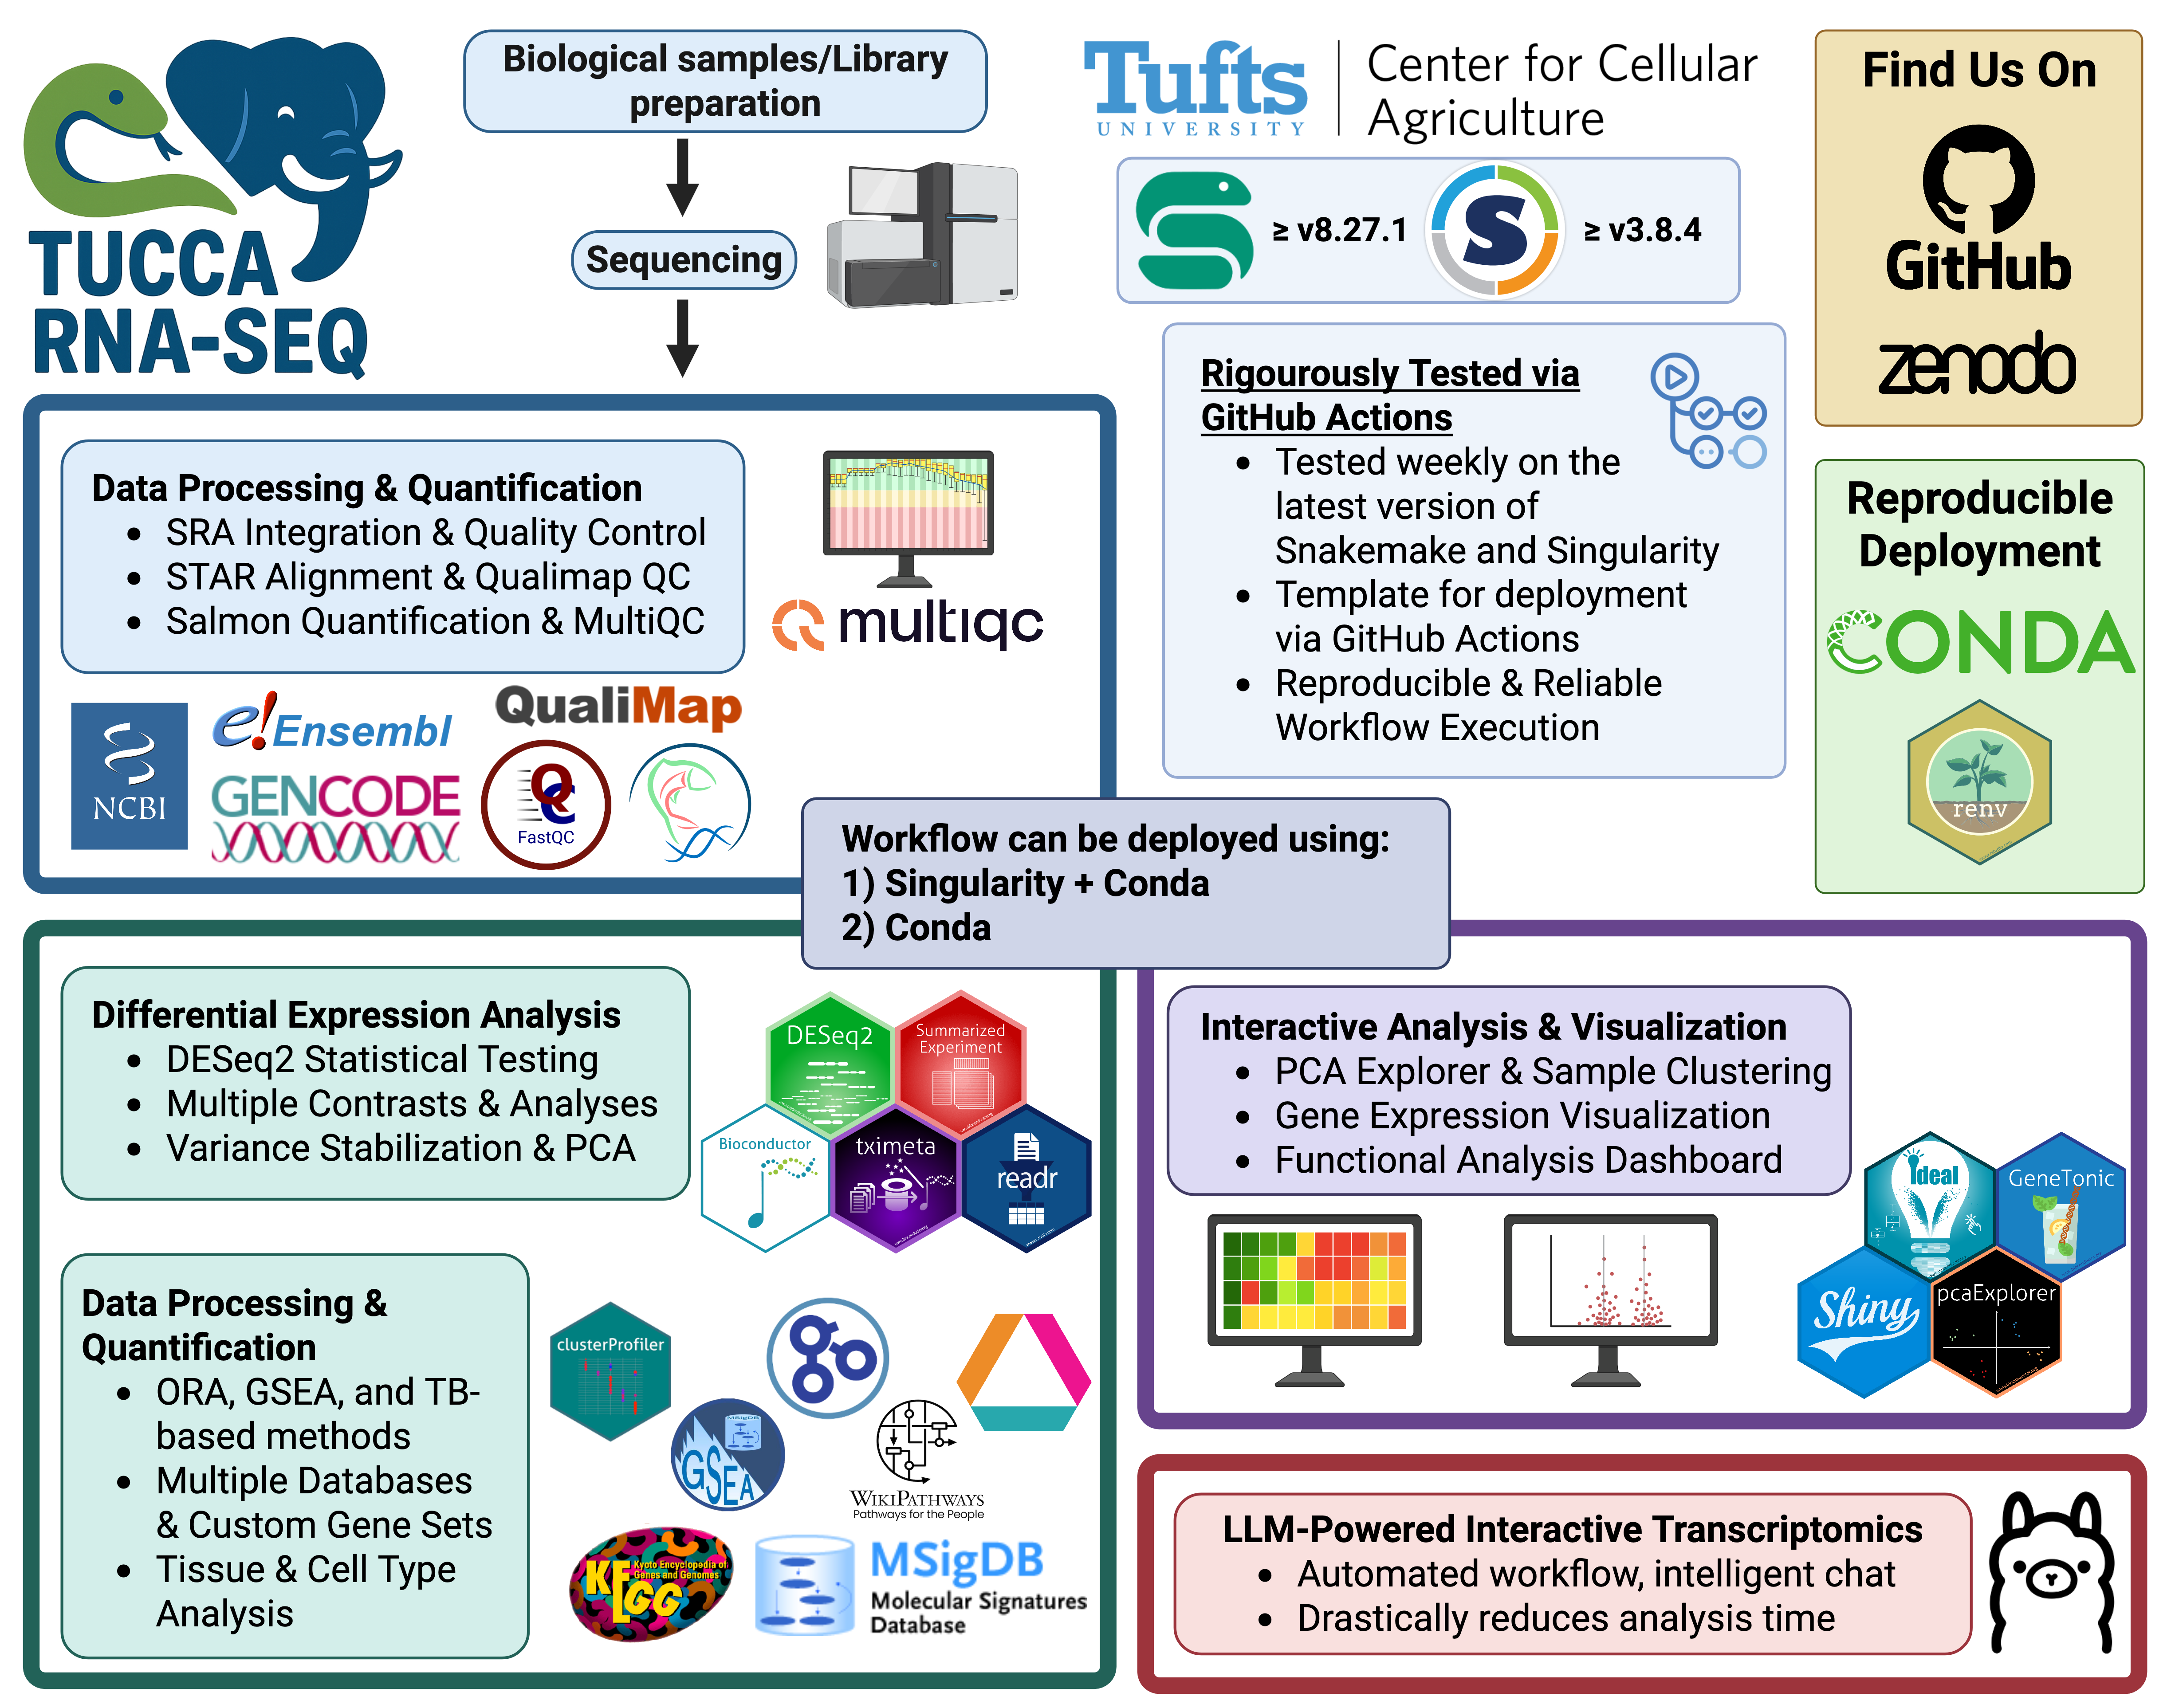 TUCCA
RNA-SEQ
Biological samples/Library
preparation
Sequencing
Tufts
UNIVERSITY
Center for Cellular
Agriculture
≥ v8.27.1
S
≥ v3.8.4
Find Us On
GitHub
zenodo
Rigourously Tested via
GitHub Actions
• Tested weekly on the
latest version of
Snakemake and Singularity
• Template for deployment
via GitHub Actions
• Reproducible & Reliable
Workflow Execution
Reproducible
Deployment
CONDA
renv
Data Processing & Quantification
• SRA Integration & Quality Control
• STAR Alignment & Qualimap QC
• Salmon Quantification & MultiQC
multiqc
NCBI
e!Ensembl
GENCODE
QualiMap
QC
FastQC
Workflow can be deployed using:
1) Singularity + Conda
2) Conda
Differential Expression Analysis
• DESeq2 Statistical Testing
• Multiple Contrasts & Analyses
• Variance Stabilization & PCA
DESeq2
Summarized
Experiment
Bioconductor
tximeta
readr
Data Processing &
Quantification
• ORA, GSEA, and TB-
based methods
• Multiple Databases
& Custom Gene Sets
• Tissue & Cell Type
Analysis
clusterProfiler
go
MSigDB
GSEA
WIKIPATHWAYS
Pathways for the People
KEGG
Kyoto Encyclopedia of
Genes and Genomes
MSigDB
Molecular Signatures
Database
Interactive Analysis & Visualization
• PCA Explorer & Sample Clustering
• Gene Expression Visualization
• Functional Analysis Dashboard
ideal
GeneTonic
Shiny
pcaExplorer
LLM-Powered Interactive Transcriptomics
• Automated workflow, intelligent chat
• Drastically reduces analysis time